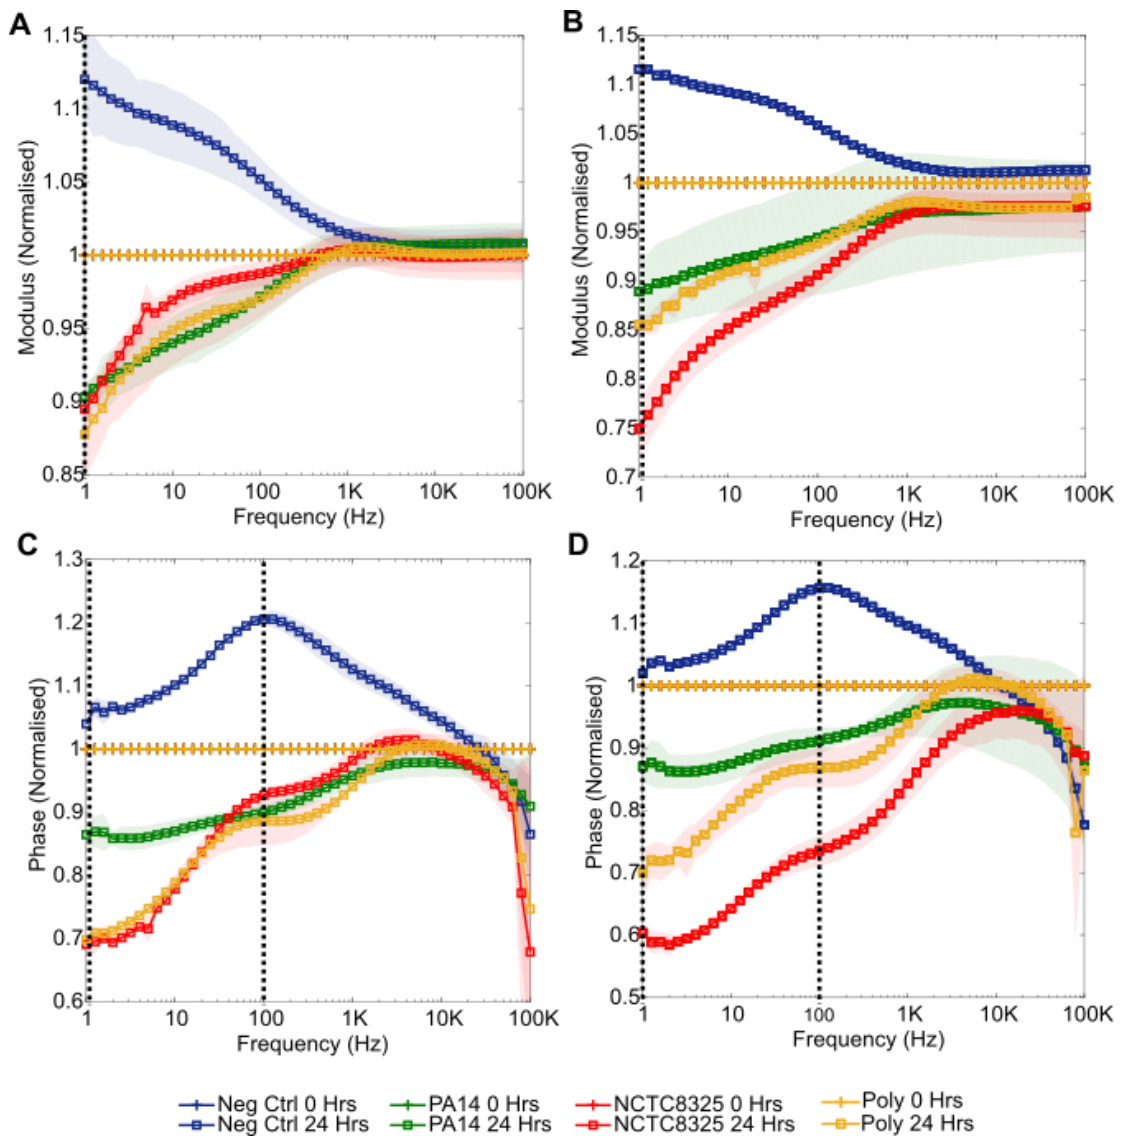 A
B
1.15
1.1
1.05
1
0.95
0.9
0.85
Modulus (Normalised)
1 10 100 1K 10K 100K
Frequency (Hz)
1.15
1.1
1.05
1
0.95
0.9
0.85
0.8
0.75
0.7
Modulus (Normalised)
1 10 100 1K 10K 100K
Frequency (Hz)
C
D
1.3
1.2
1.1
1
0.9
0.8
0.7
0.6
Phase (Normalised)
1 10 100 1K 10K 100K
Frequency (Hz)
1.2
1.1
1
0.9
0.8
0.7
0.6
0.5
Phase (Normalised)
1 10 100 1K 10K 100K
Frequency (Hz)
Neg Ctrl 0 Hrs PA14 0 Hrs NCTC8325 0 Hrs Poly 0 Hrs
Neg Ctrl 24 Hrs PA14 24 Hrs NCTC8325 24 Hrs Poly 24 Hrs